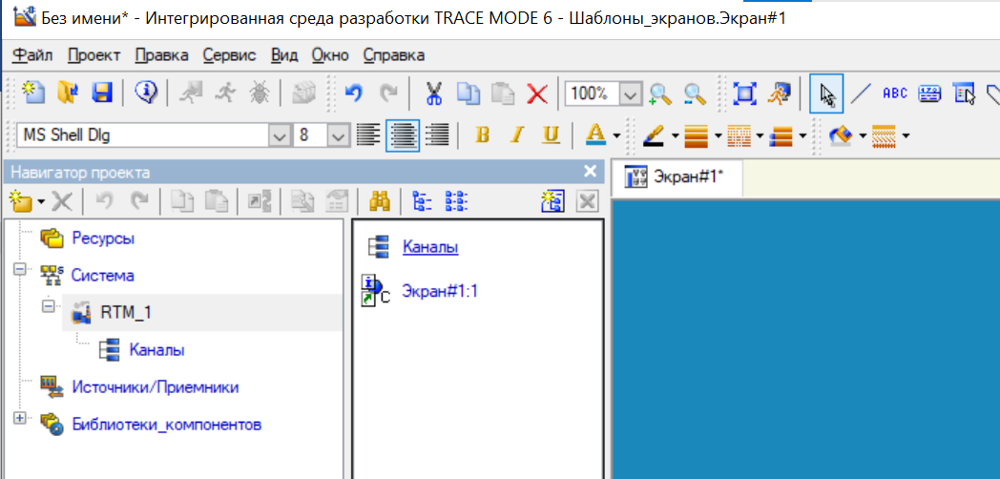 Без имени* - Интегрированная среда разработки TRACE MODE 6 - Шаблоны_экранов.Экран#1
Файл Проект Правка Сервис Вид Окно Справка
100% ABC
MS Shell Dlg 8 B I U A
Навигатор проекта
Экран#1*
Ресурсы
Каналы
Система
Экран#1:1
RTM_1
Каналы
Источники/Приемники
Библиотеки_компонентов